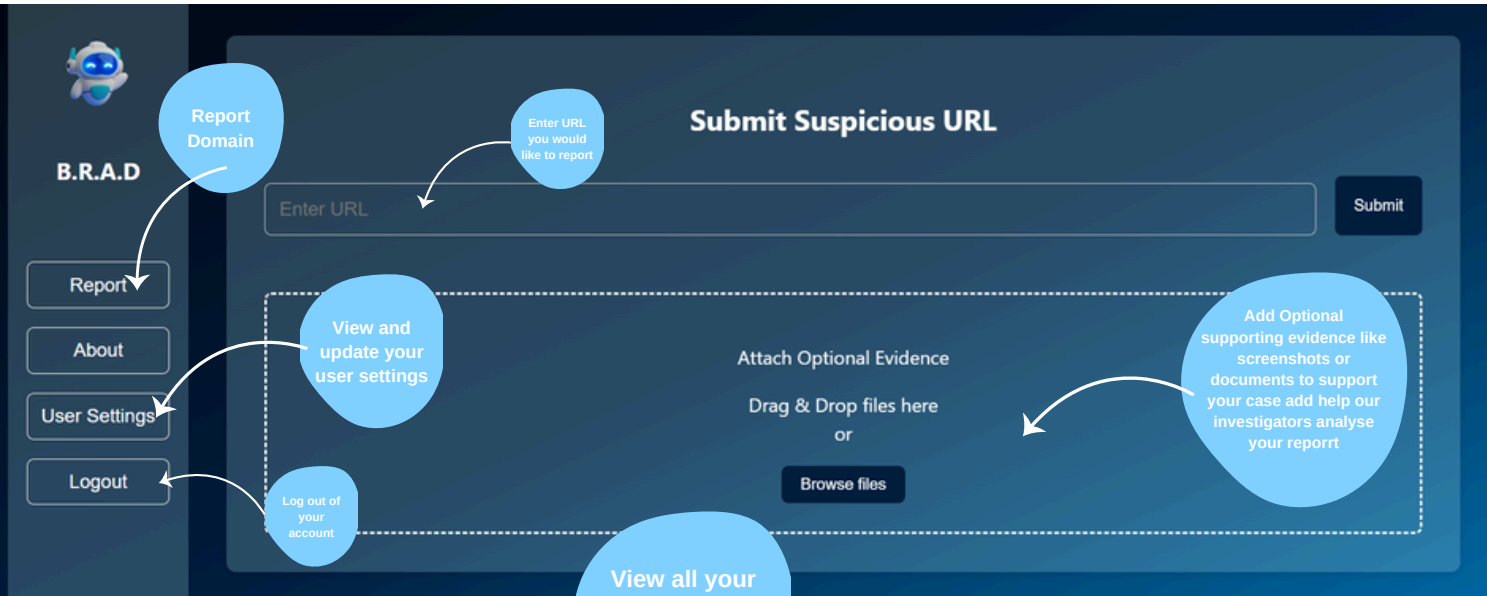 B.R.A.D
Report
About
User Settings
Logout
Report
Domain
Enter URL
you would
like to report
Submit Suspicious URL
Enter URL
Submit
View and
update your
user settings
Attach Optional Evidence
Drag & Drop files here
or
Browse files
Add Optional
supporting evidence like
screenshots or
documents to support
your case add help our
investigators analyse
your reporrt
Log out of
your
account
View all your